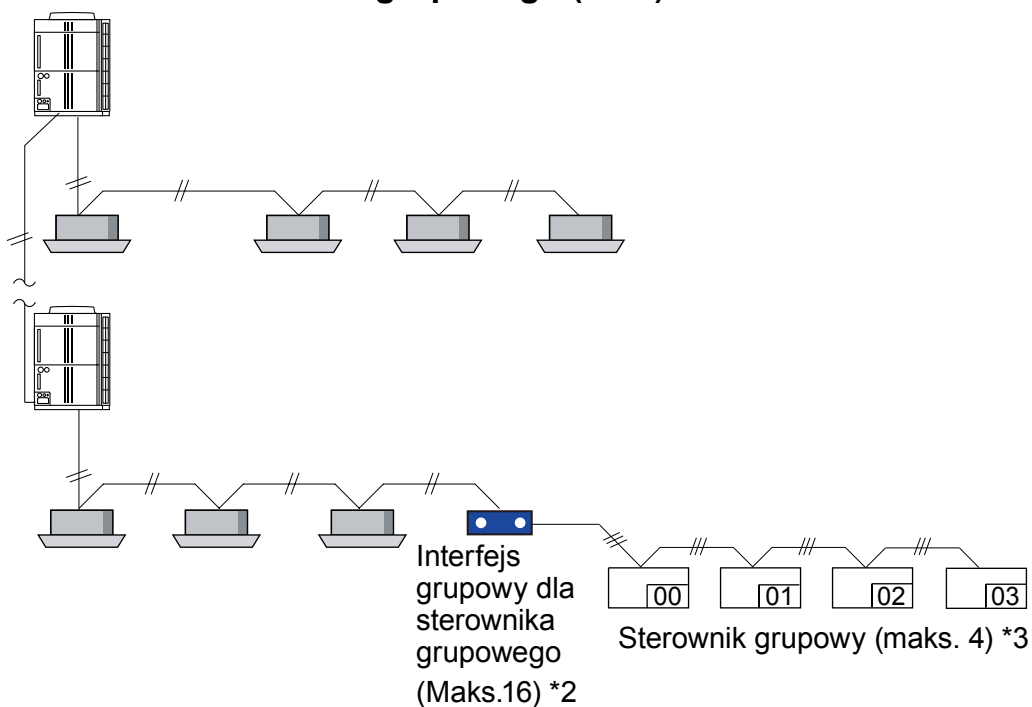 Interfejs
grupowy dla
sterownika
grupowego
(Maks.16) *2
00 01 02 03
Sterownik grupowy (maks. 4) *3